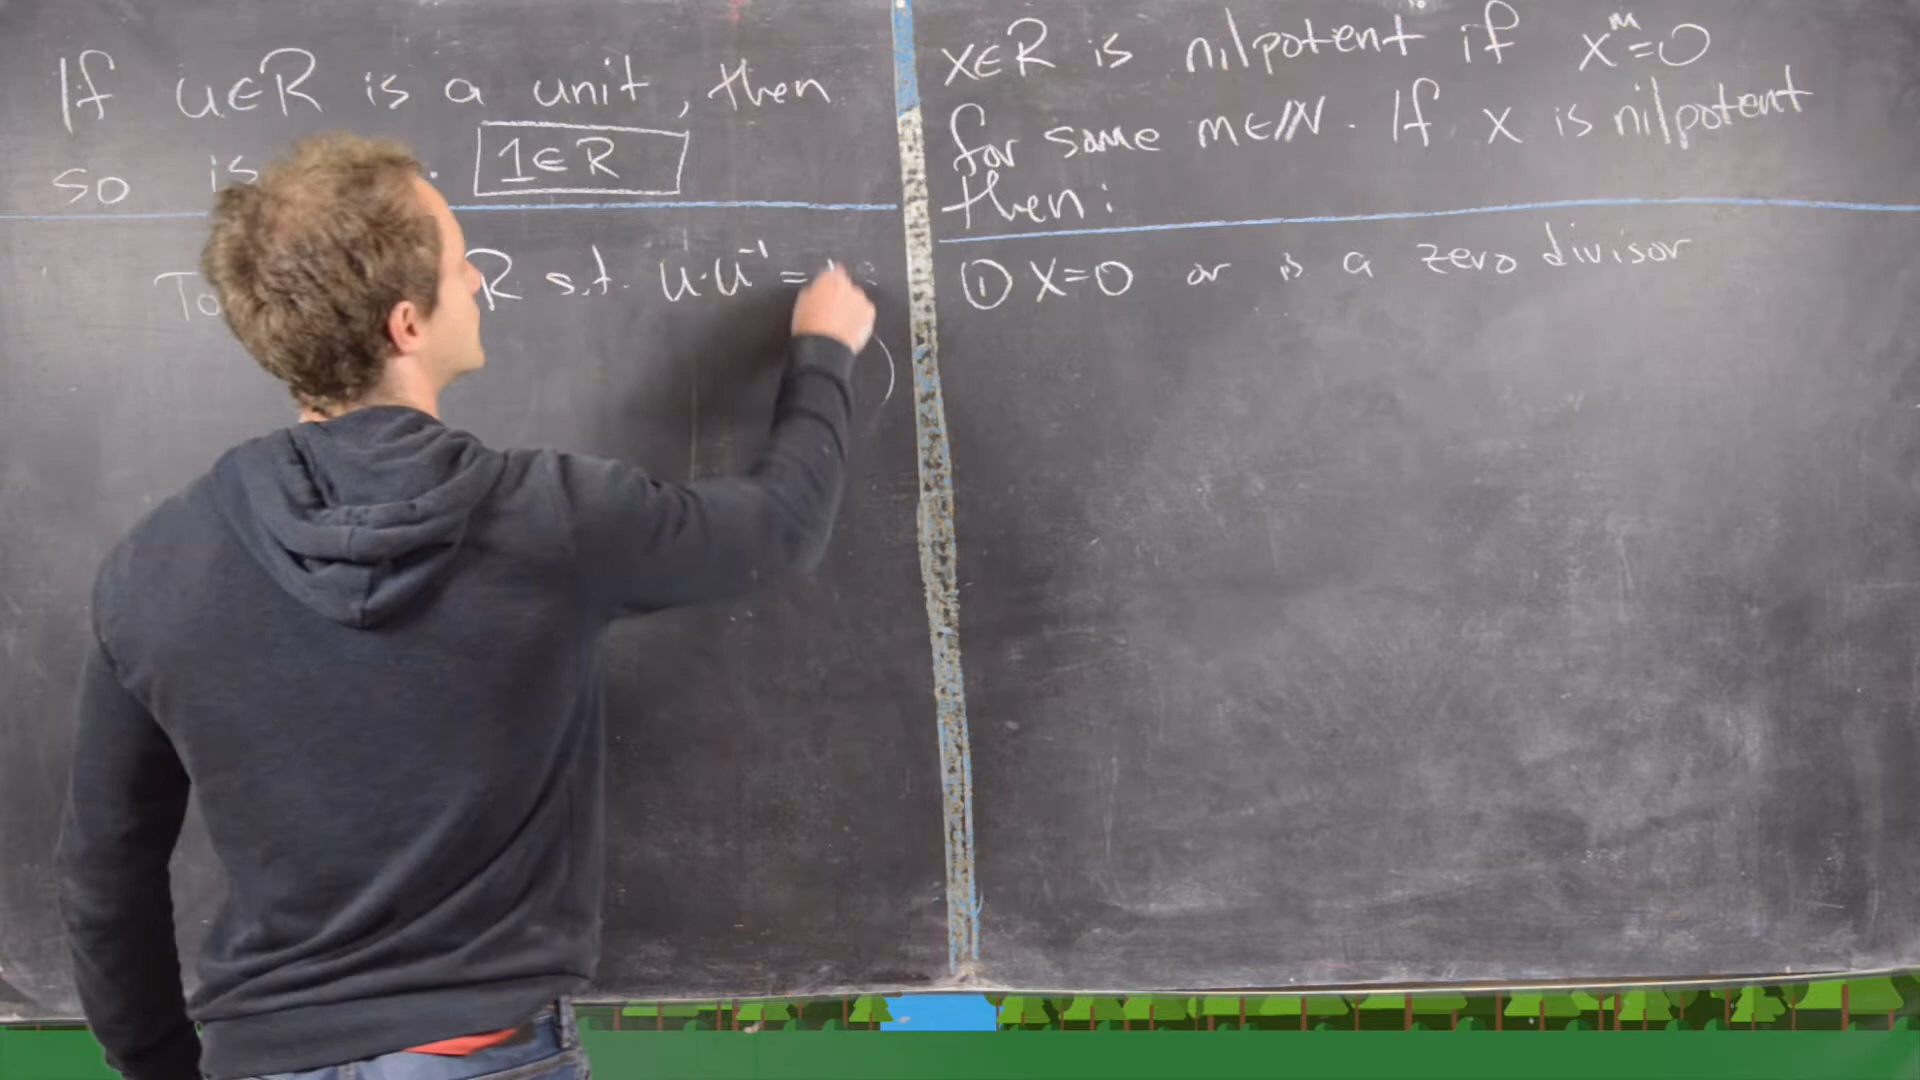 If u∈R is a unit, then
so is . 1∈R
R s.t. u·u⁻¹=
x∈R is nilpotent if xᵐ=0
for some m∈ℕ. If x is nilpotent
then:
① x=0 or is a zero divisor